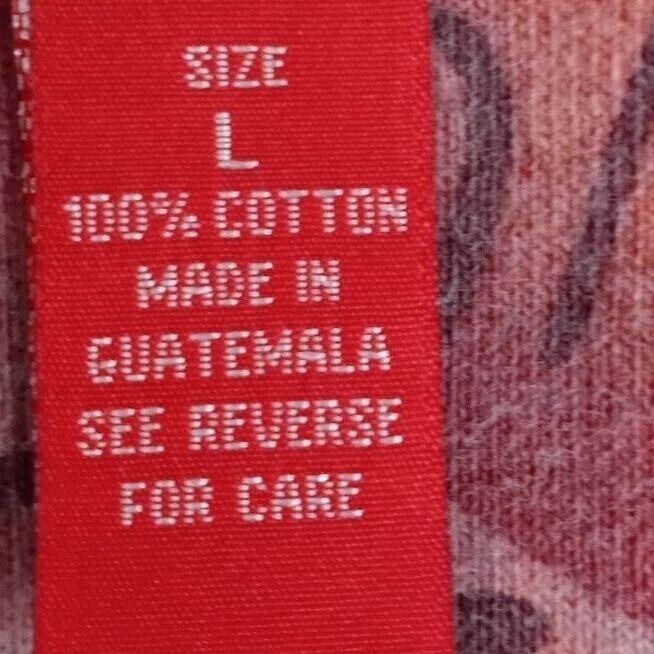 SIZE
L
100% COTTON
MADE IN
GUATEMALA
SEE REVERSE
FOR CARE